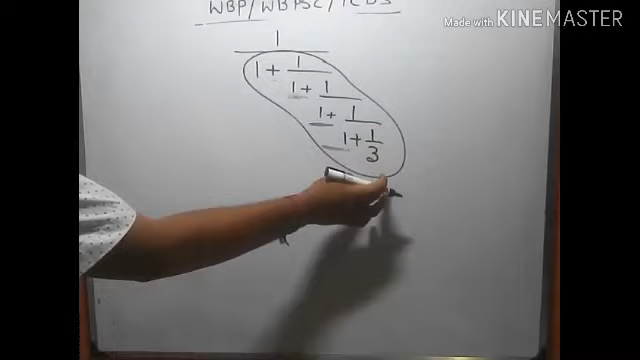 Made with KINEMASTER
WBP/WBPSC/ICDS
1
1 + 1
1 + 1
1 + 1
1 + 1
3